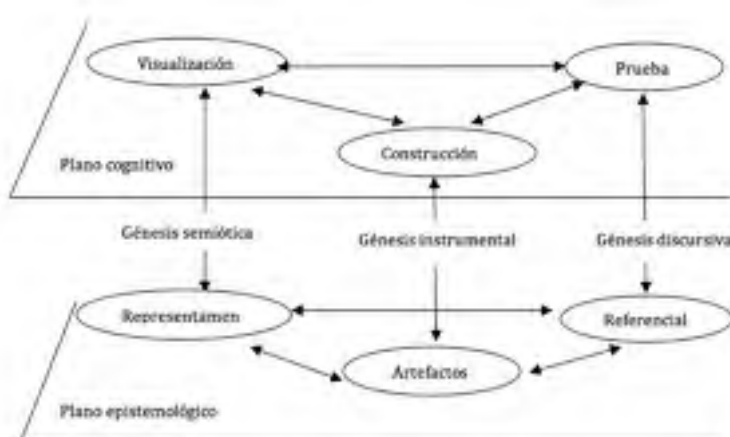 Visualización
Prueba
Construcción
Plano cognitivo
Génesis semiótica
Génesis instrumental
Génesis discursiva
Representamen
Referencial
Artefactos
Plano epistemológico